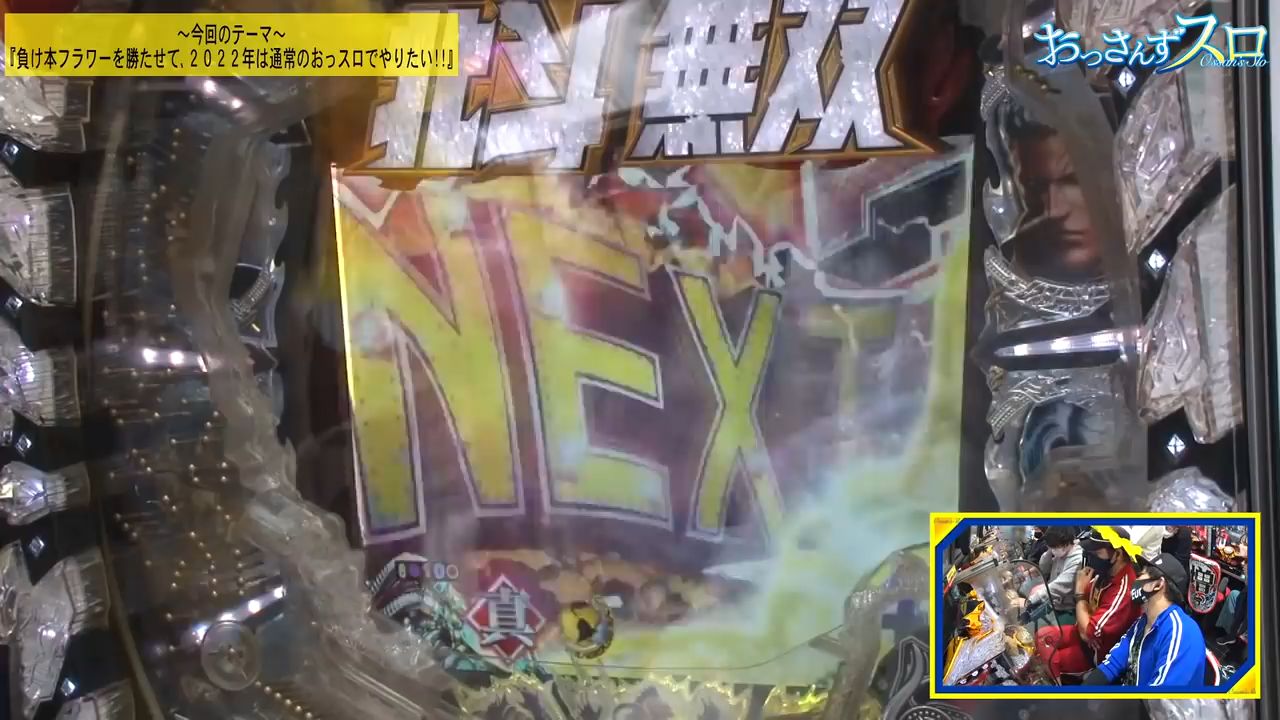 ～今回のテーマ～
『負け本フラワーを勝たせて,２０２２年は通常のおっスロでやりたい!!』
おっさんずスロ
Ossans Slo
北斗無双
NEXT
真